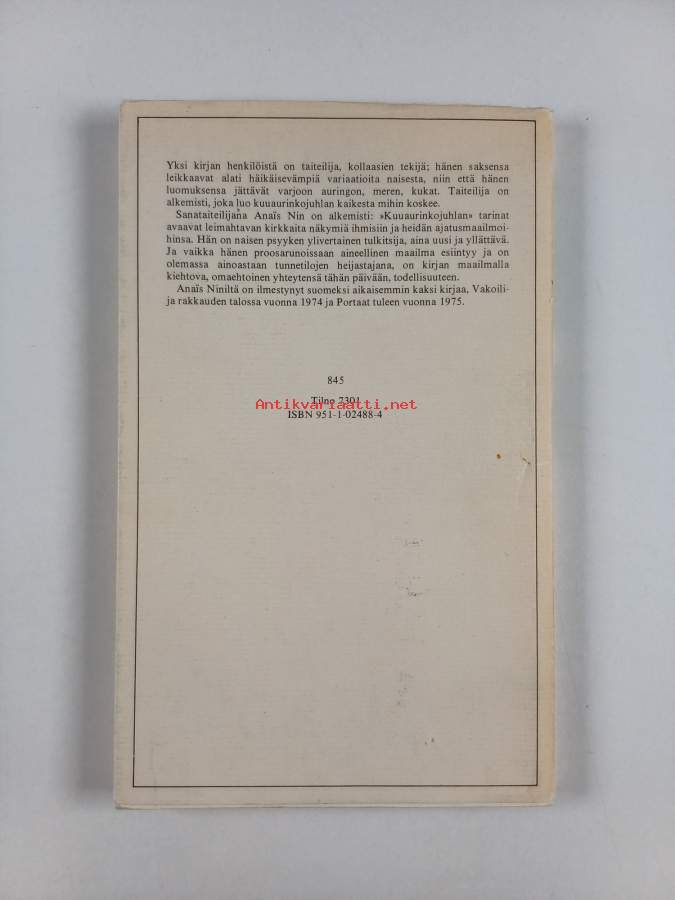 Yksi kirjan henkilöistä on taiteilija, kollaasien tekijä; hänen saksensa
leikkaavat alati häikäisevämpiä variaatioita naisesta, niin että hänen
luomuksensa jättävät varjoon auringon, meren, kukat. Taiteilija on
alkemisti, joka luo kuuaurinkojuhlan kaikesta mihin koskee.
Sanataiteilijana Anaïs Nin on alkemisti: »Kuuaurinkojuhlan» tarinat
avaavat leimahtavan kirkkaita näkymiä ihmisiin ja heidän ajatusmaailmoi-
hinsa. Hän on naisen psyyken ylivertainen tulkitsija, aina uusi ja yllättävä.
Ja vaikka hänen proosarunoissaan aineellinen maailma esiintyy ja on
olemassa ainoastaan tunnetilojen heijastajana, on kirjan maailmalla
kiehtova, omaehtoinen yhteytensä tähän päivään, todellisuuteen.
Anaïs Niniltä on ilmestynyt suomeksi aikaisemmin kaksi kirjaa, Vakoili-
ja rakkauden talossa vuonna 1974 ja Portaat tuleen vuonna 1975.
845
Tilno 7301
Antikvariaatti.net
ISBN 951-1-02488-4